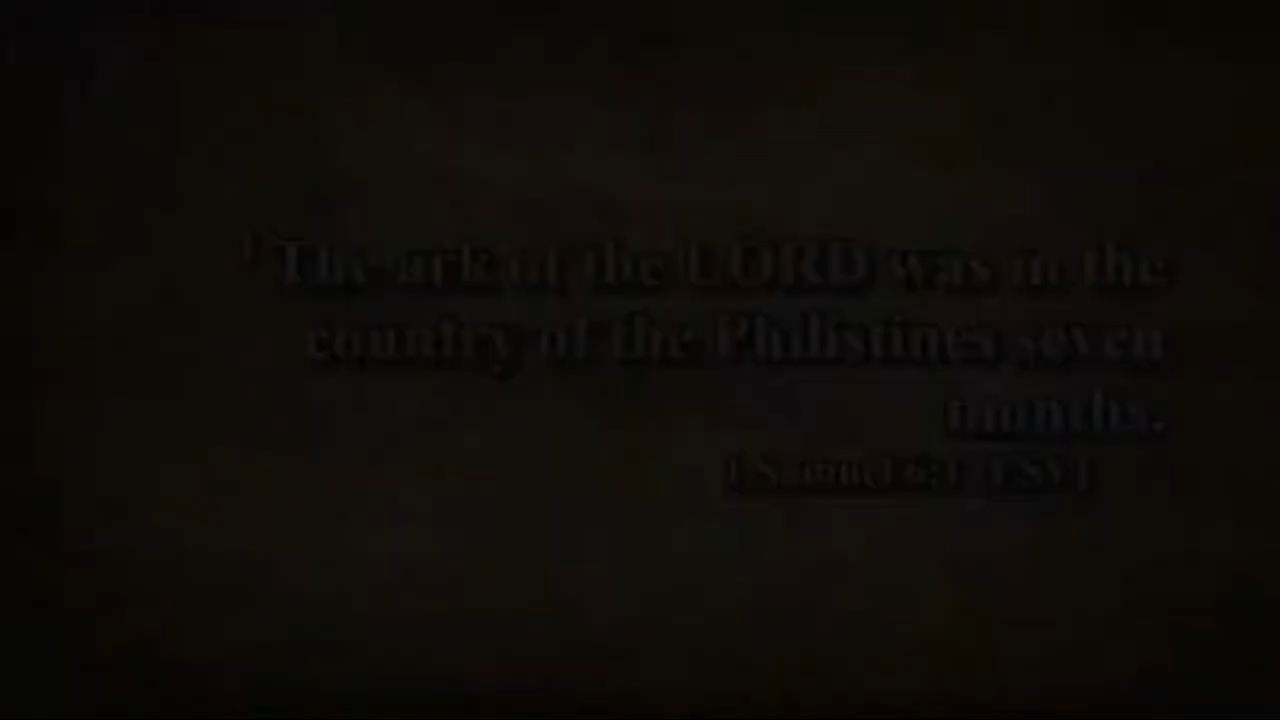 1 The ark of the LORD was in the
country of the Philistines seven
months.
1 Samuel 6:1 (ESV)